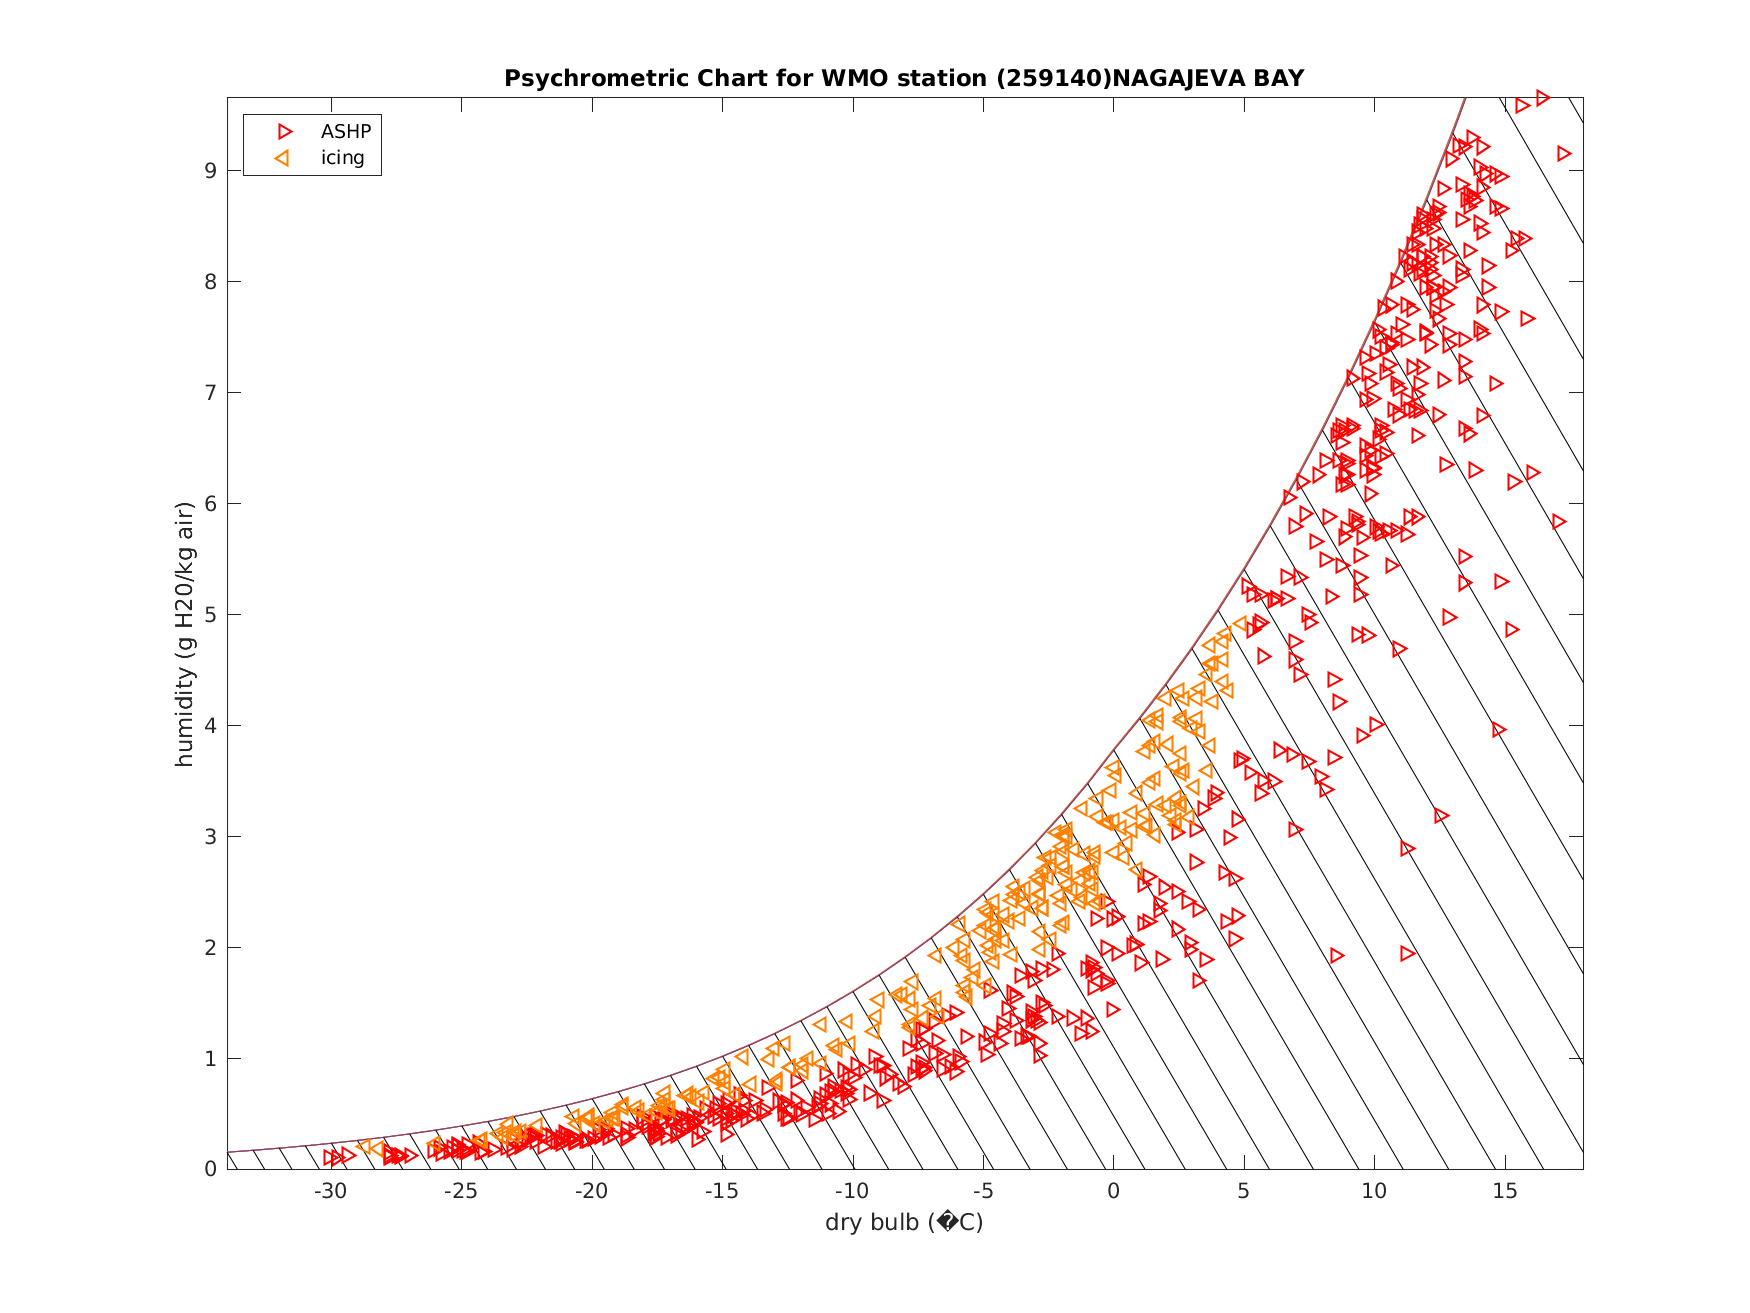 Psychrometric Chart for WMO station (259140)NAGAJEVA BAY
ASHP
icing
9
8
7
6
5
4
3
2
1
0
humidity (g H20/kg air)
-30 -25 -20 -15 -10 -5 0 5 10 15
dry bulb (�C)